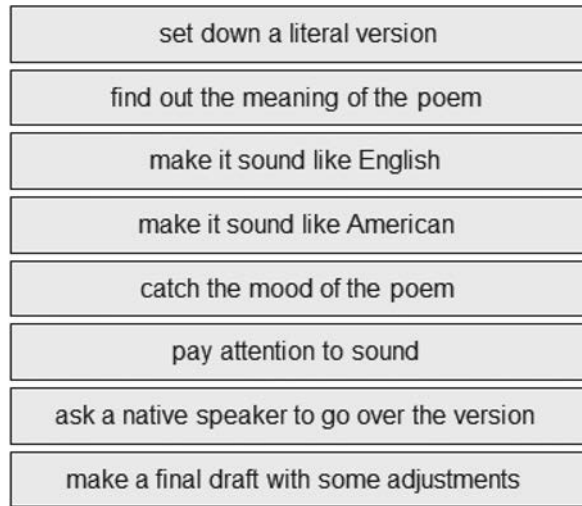 set down a literal version
find out the meaning of the poem
make it sound like English
make it sound like American
catch the mood of the poem
pay attention to sound
ask a native speaker to go over the version
make a final draft with some adjustments